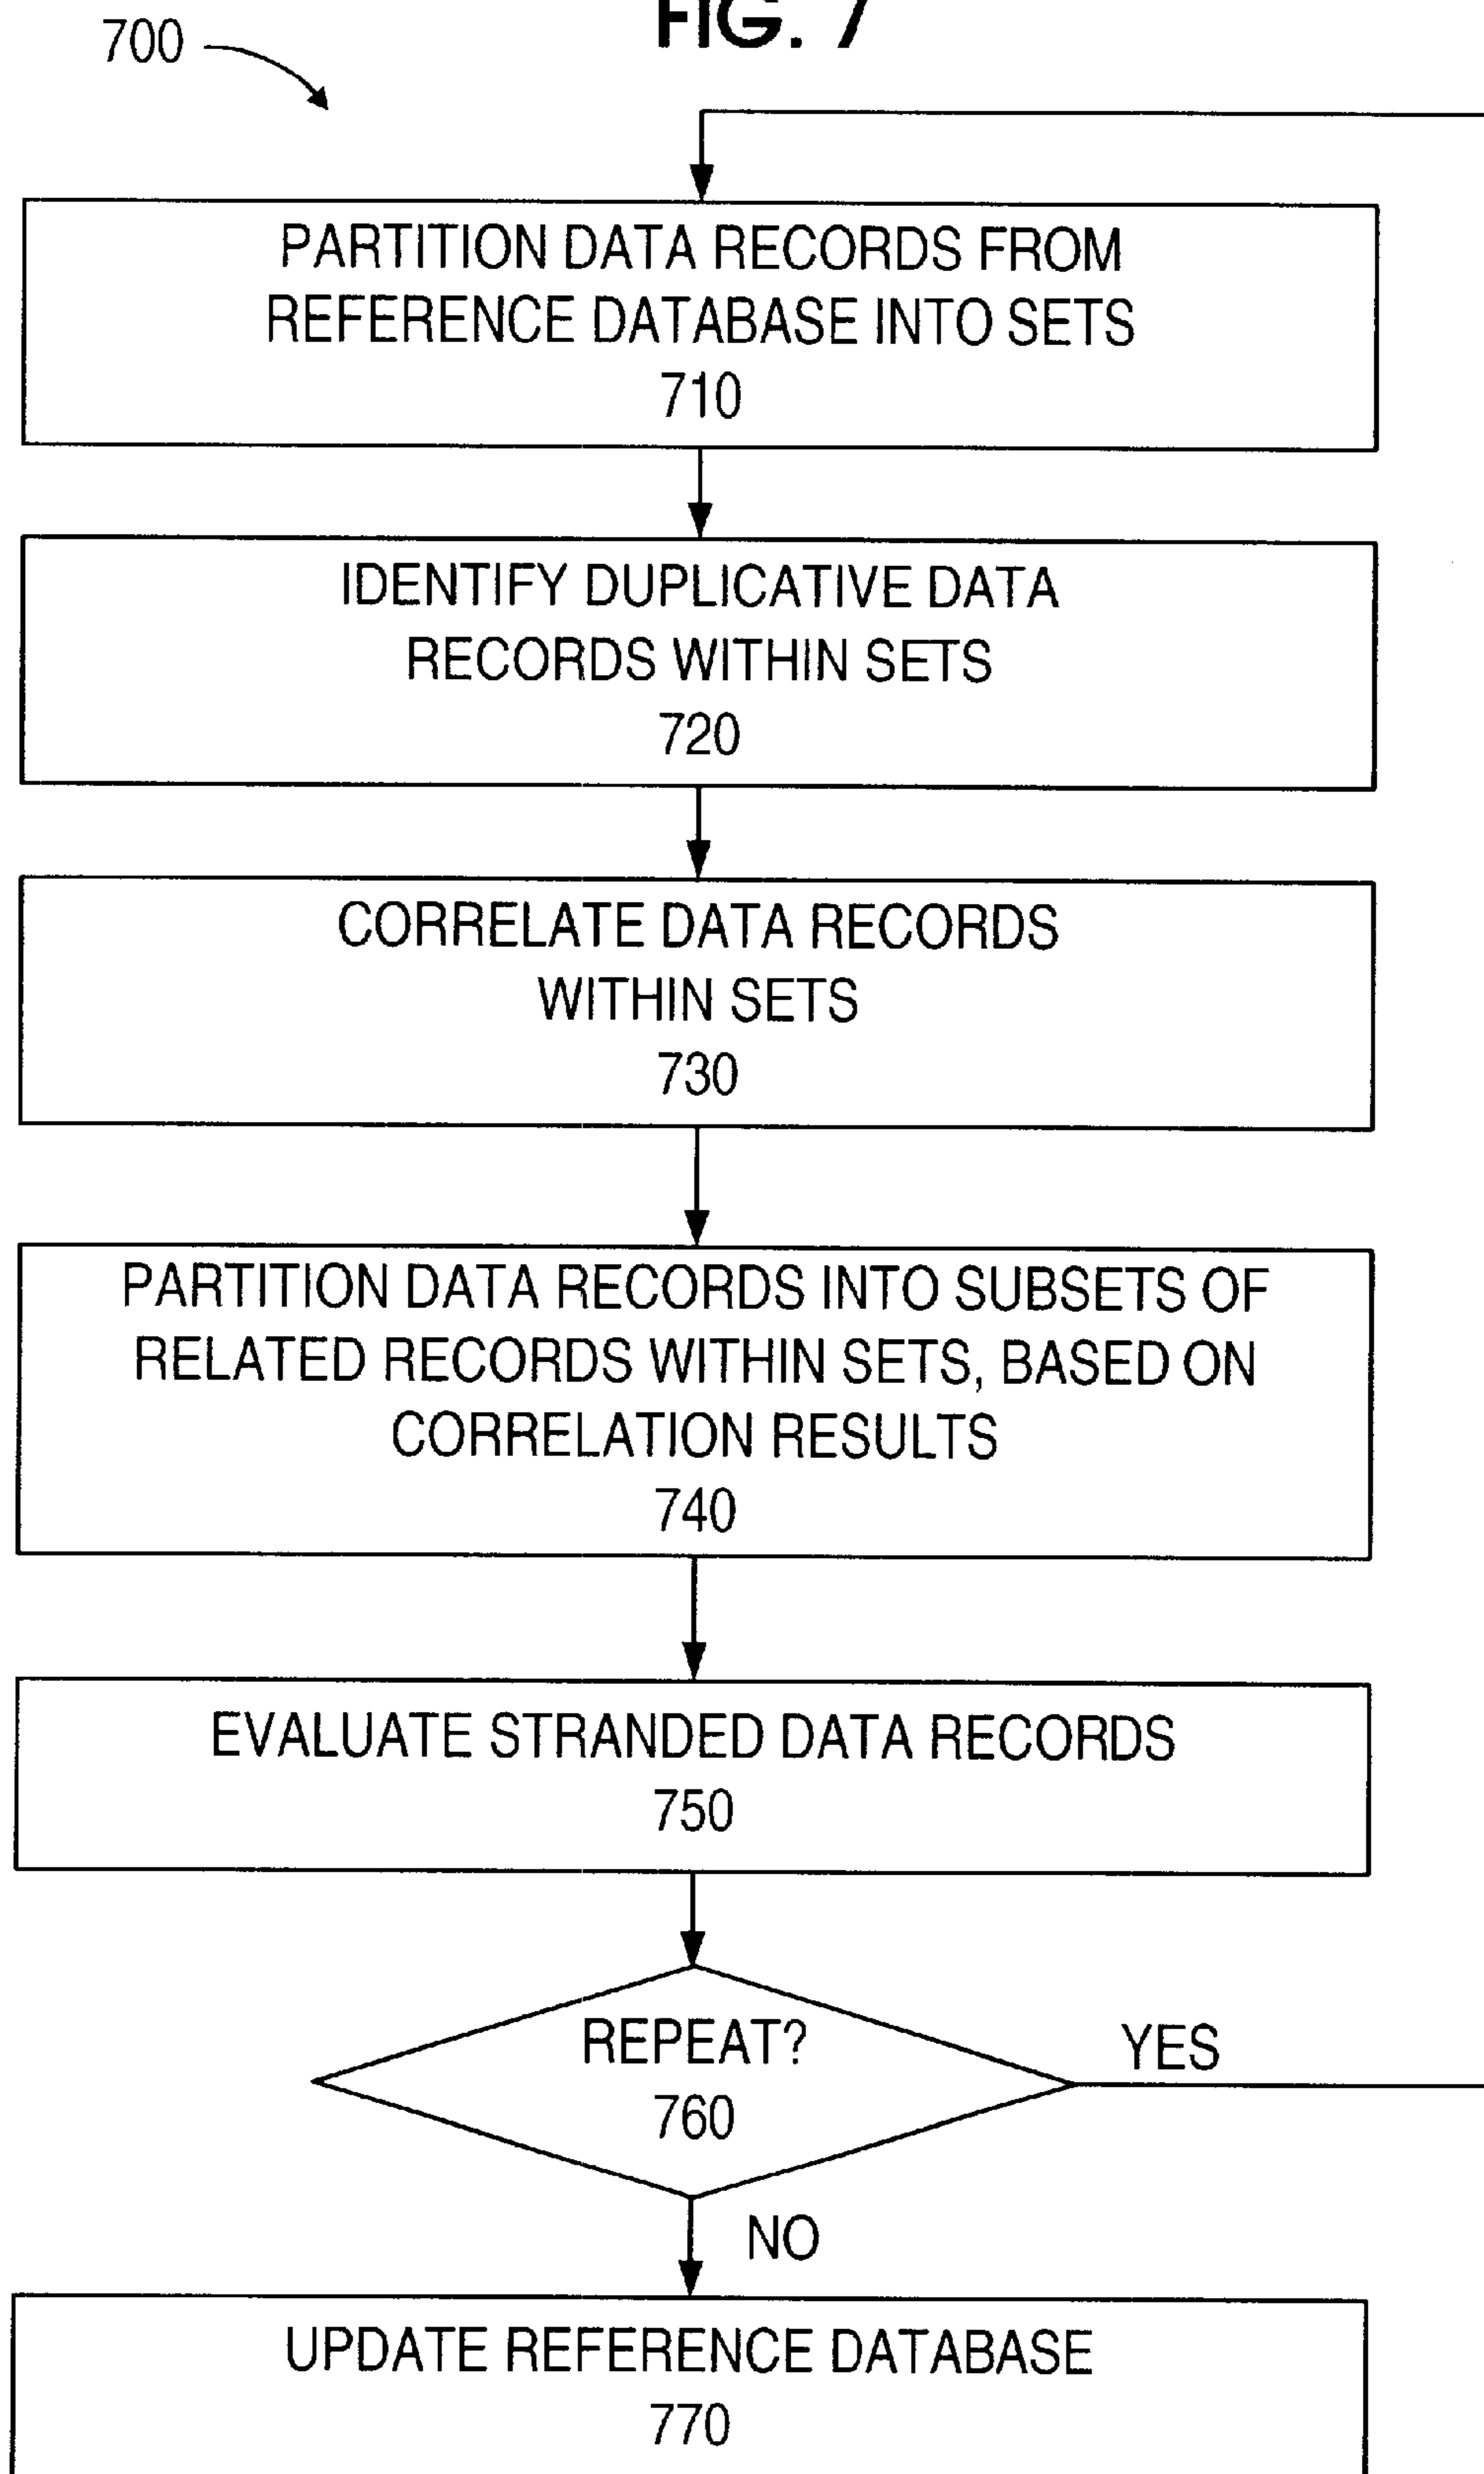 FIG. 7
700
PARTITION DATA RECORDS FROM
REFERENCE DATABASE INTO SETS
710
IDENTIFY DUPLICATIVE DATA
RECORDS WITHIN SETS
720
CORRELATE DATA RECORDS
WITHIN SETS
730
PARTITION DATA RECORDS INTO SUBSETS OF
RELATED RECORDS WITHIN SETS, BASED ON
CORRELATION RESULTS
740
EVALUATE STRANDED DATA RECORDS
750
REPEAT?
760
YES
NO
UPDATE REFERENCE DATABASE
770